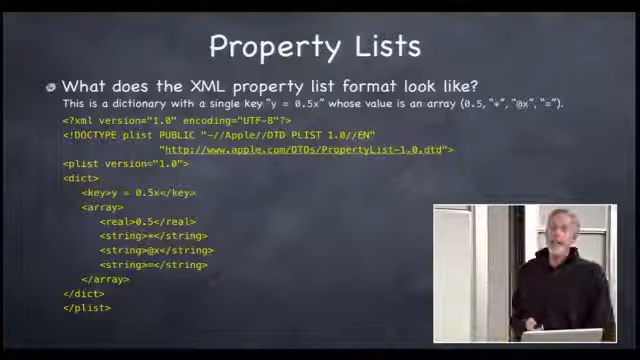 Property Lists
What does the XML property list format look like?
This is a dictionary with a single key "y = 0.5x" whose value is an array (0.5, "*", "@x", "=").
<?xml version="1.0" encoding="UTF-8"?>
<!DOCTYPE plist PUBLIC "-//Apple//DTD PLIST 1.0//EN"
"http://www.apple.com/DTDs/PropertyList-1.0.dtd">
<plist version="1.0">
<dict>
<key>y = 0.5x</key>
<array>
<real>0.5</real>
<string>*</string>
<string>@x</string>
<string>=</string>
</array>
</dict>
</plist>